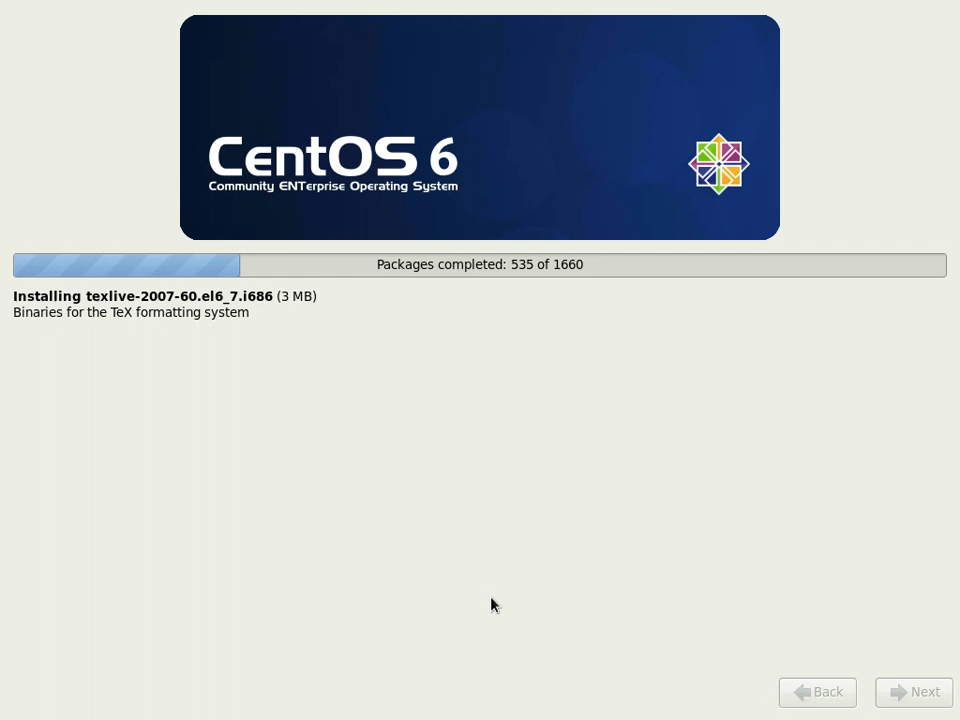 CentOS 6
Community ENTerprise Operating System
Packages completed: 535 of 1660
Installing texlive-2007-60.el6_7.i686 (3 MB)
Binaries for the TeX formatting system
Back Next